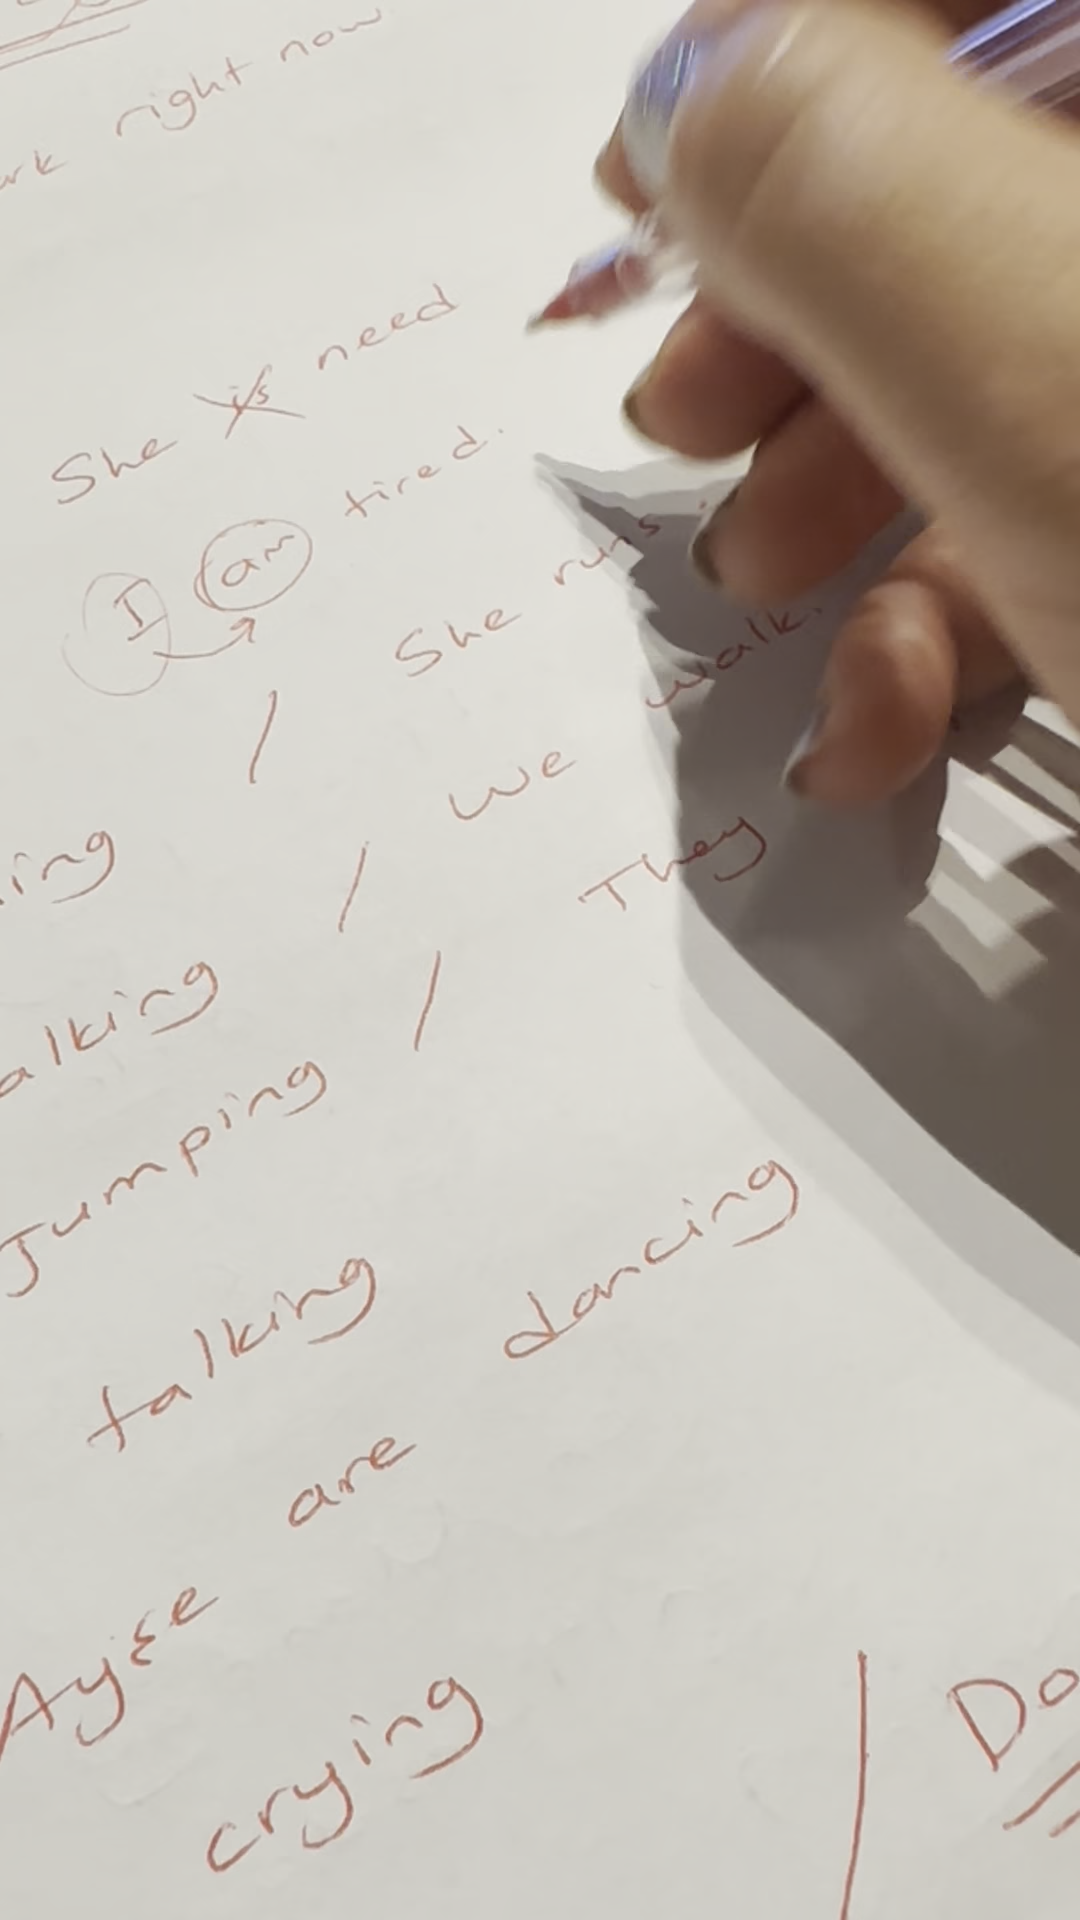 right now
She is need
I am tired.
/ She runs.
ing / We walk.
alking / They
Jumping
talking
are dancing
Ayşe
crying
Do